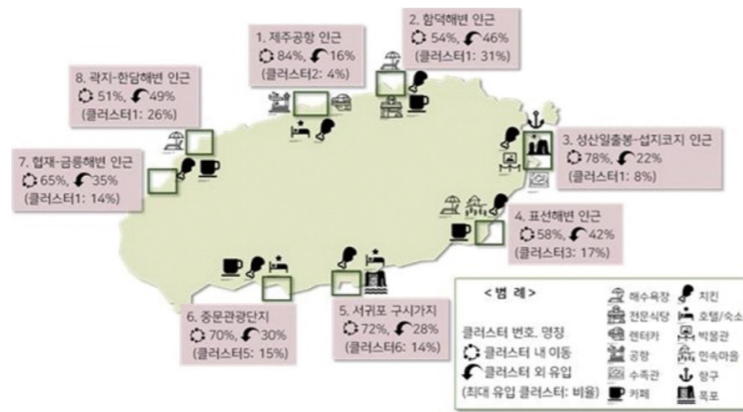 1. 제주공항 인근
84%, 16%
(클러스터2: 4%)
2. 함덕해변 인근
54%, 46%
(클러스터1: 31%)
3. 성산일출봉-섭지코지 인근
78%, 22%
(클러스터1: 8%)
4. 표선해변 인근
58%, 42%
(클러스터3: 17%)
5. 서귀포 구시가지
72%, 28%
(클러스터6: 14%)
6. 중문관광단지
70%, 30%
(클러스터5: 15%)
7. 협재-금릉해변 인근
65%, 35%
(클러스터1: 14%)
8. 곽지-한담해변 인근
51%, 49%
(클러스터1: 26%)
<범 례>
클러스터 번호. 명칭
클러스터 내 이동
클러스터 외 유입
(최대 유입 클러스터: 비율)
해수욕장
전문식당
렌터카
공항
수족관
카페
치킨
호텔/숙소
박물관
민속마을
항구
폭포